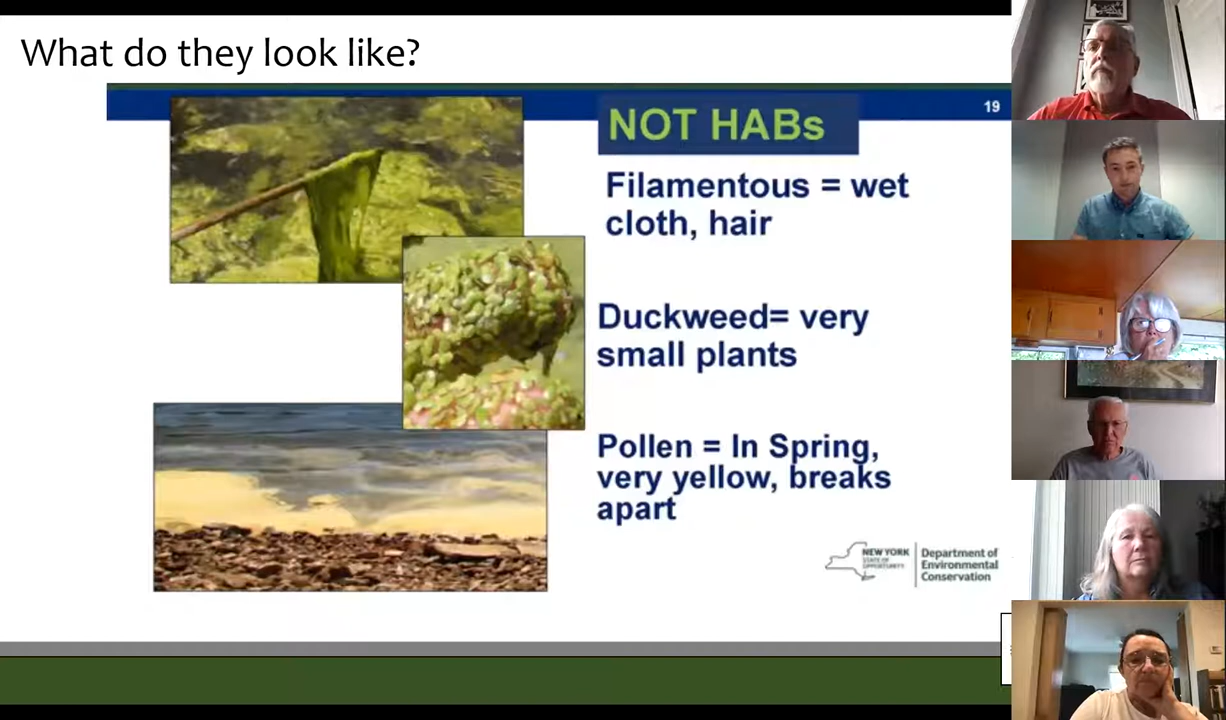 What do they look like?
19
NOT HABs
Filamentous = wet
cloth, hair
Duckweed= very
small plants
Pollen = In Spring,
very yellow, breaks
apart
NEW YORK
STATE OF
OPPORTUNITY
Department of
Environmental
Conservation